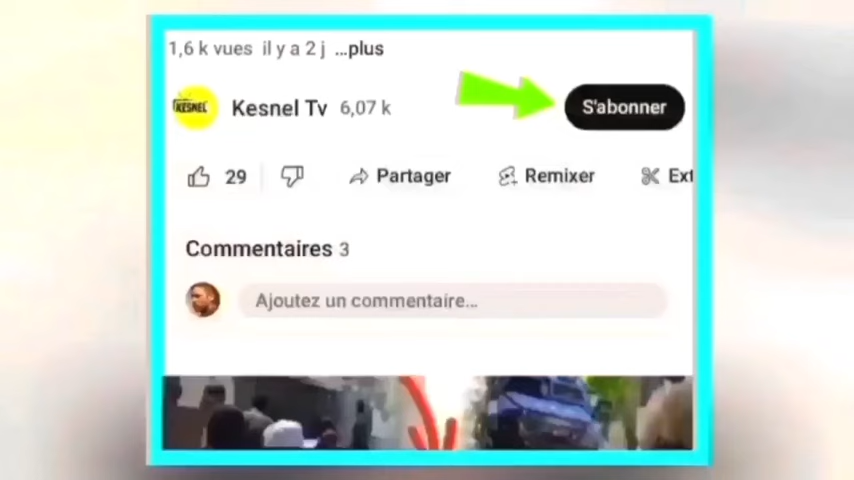 1,6 k vues il y a 2 j ...plus
KESNEL
Kesnel Tv 6,07 k
S'abonner
29 Partager Remixer Ext
Commentaires 3
Ajoutez un commentaire...